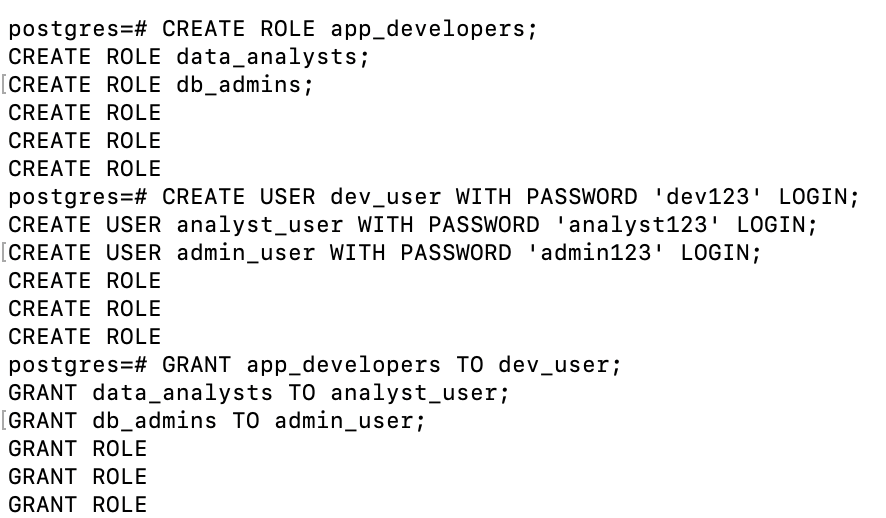 postgres=# CREATE ROLE app_developers;
CREATE ROLE data_analysts;
[CREATE ROLE db_admins;
CREATE ROLE
CREATE ROLE
CREATE ROLE
postgres=# CREATE USER dev_user WITH PASSWORD 'dev123' LOGIN;
CREATE USER analyst_user WITH PASSWORD 'analyst123' LOGIN;
[CREATE USER admin_user WITH PASSWORD 'admin123' LOGIN;
CREATE ROLE
CREATE ROLE
CREATE ROLE
postgres=# GRANT app_developers TO dev_user;
GRANT data_analysts TO analyst_user;
[GRANT db_admins TO admin_user;
GRANT ROLE
GRANT ROLE
GRANT ROLE